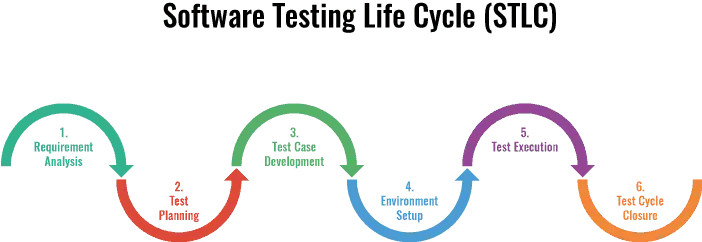 Software Testing Life Cycle (STLC)
1.
Requirement
Analysis
2.
Test
Planning
3.
Test Case
Development
4.
Environment
Setup
5.
Test Execution
6.
Test Cycle
Closure